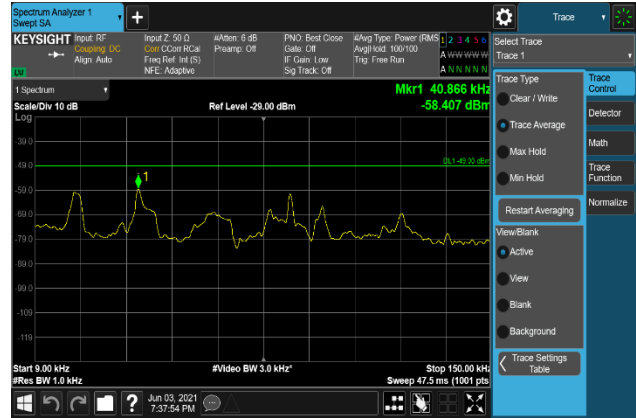 Spectrum Analyzer 1
Swept SA
+
Trace
KEYSIGHT
Input: RF
Coupling: DC
Align: Auto
Input Z: 50 Ω
Corr CCorr RCal
Freq Ref: Int (S)
NFE: Adaptive
#Atten: 6 dB
Preamp: Off
PNO: Best Close
Gate: Off
IF Gain: Low
Sig Track: Off
#Avg Type: Power (RMS
Avg|Hold: 100/100
Trig: Free Run
1 2 3 4 5 6
A W W W W W
A N N N N N
LXI
Select Trace
Trace 1
1 Spectrum
Mkr1 40.866 kHz
Scale/Div 10 dB
Ref Level -29.00 dBm
-58.407 dBm
Log
-39.0
-49.0
-59.0
-69.0
-79.0
-89.0
-99.0
-109
-119
DL1 -49.00 dBm
1
Start 9.00 kHz
#Video BW 3.0 kHz*
Stop 150.00 kHz
#Res BW 1.0 kHz
Sweep 47.5 ms (1001 pts
Trace Type
Clear / Write
Trace Average
Max Hold
Min Hold
Restart Averaging
View/Blank
Active
View
Blank
Background
Trace Settings
Table
Trace
Control
Detector
Math
Trace
Function
Normalize
?
Jun 03, 2021
7:37:54 PM